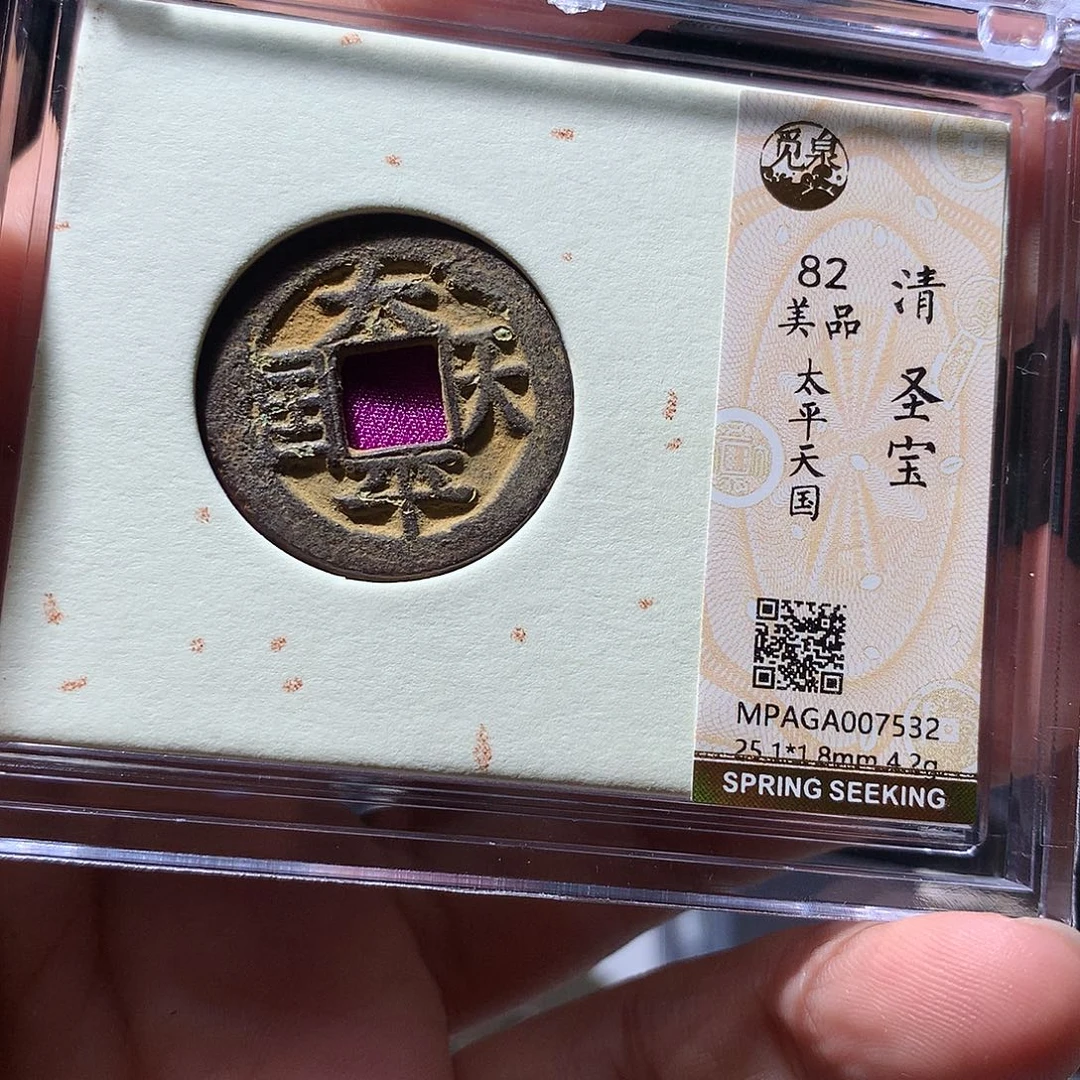 太平
天囯
觅泉
清 圣宝
82
美品
太平天国
MPAGA007532
25.1*1.8mm 4.2g
SPRING SEEKING